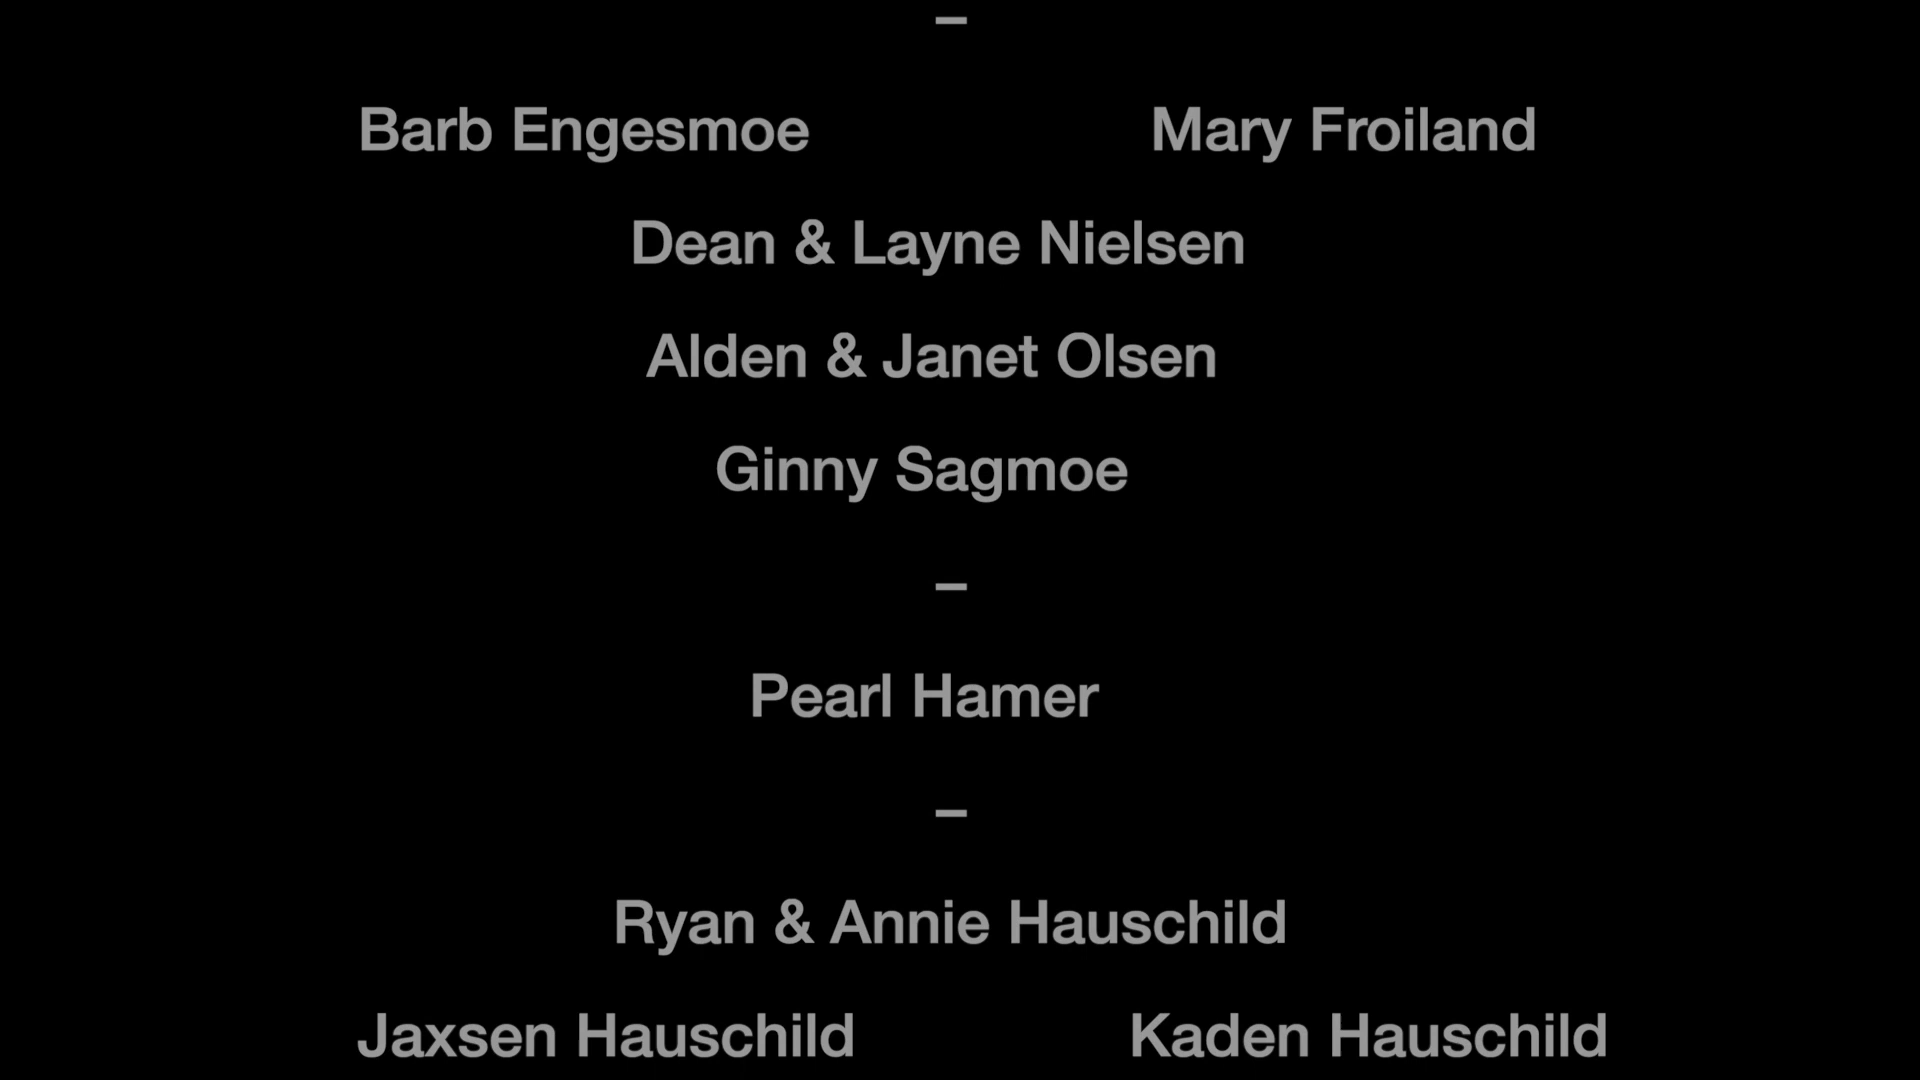 –
Barb Engesmoe Mary Froiland
Dean & Layne Nielsen
Alden & Janet Olsen
Ginny Sagmoe
–
Pearl Hamer
–
Ryan & Annie Hauschild
Jaxsen Hauschild Kaden Hauschild